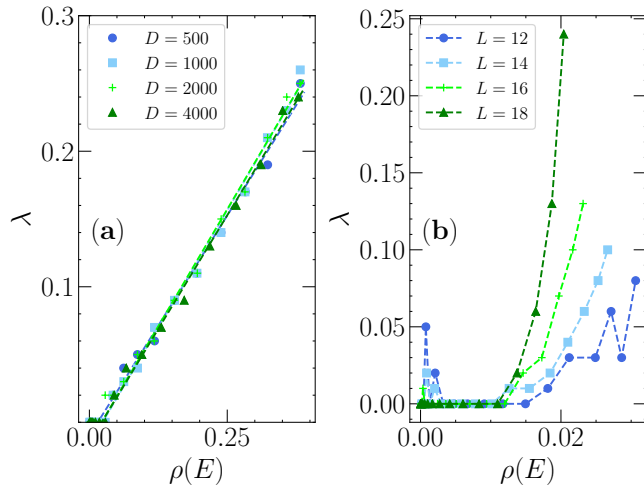 D = 500
D = 1000
D = 2000
D = 4000
(a)
λ
0.3
0.2
0.1
0.00
0.25
ρ(E)
L = 12
L = 14
L = 16
L = 18
(b)
λ
0.25
0.20
0.15
0.10
0.05
0.00
0.00
0.02
ρ(E)